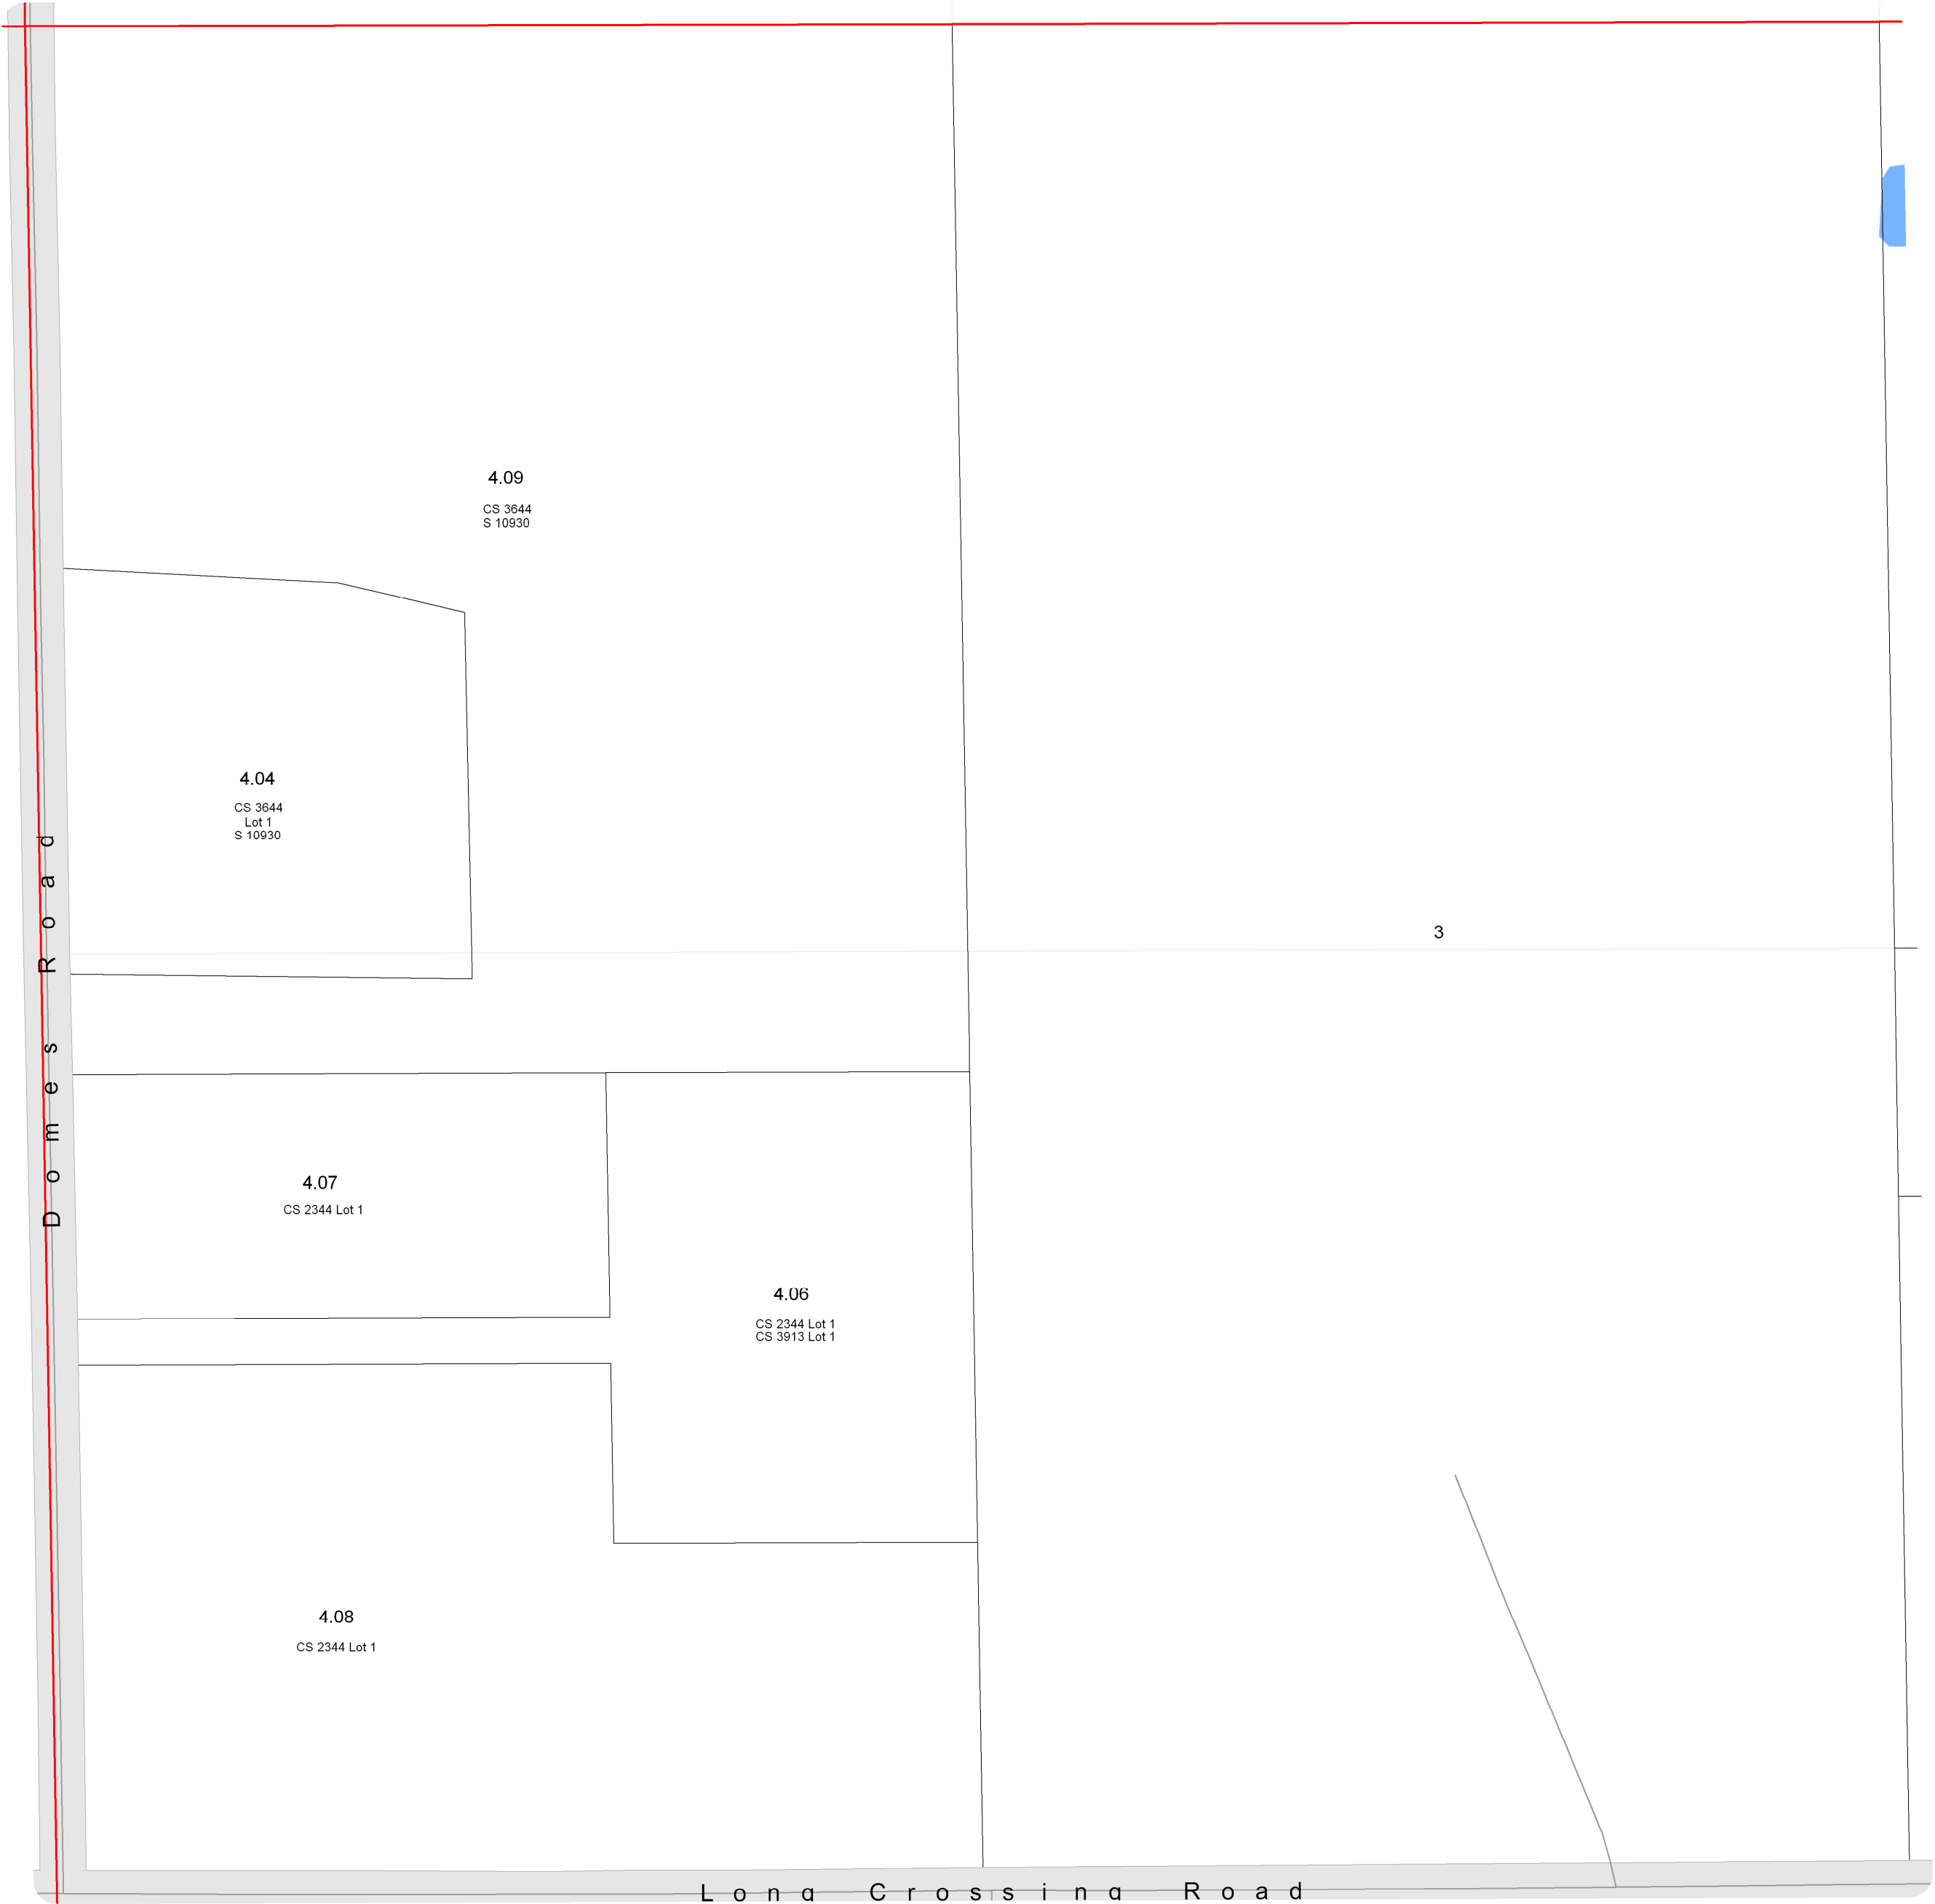 4.09
CS 3644
S 10930
4.04
CS 3644
Lot 1
S 10930
Domes Road
3
4.07
CS 2344 Lot 1
4.06
CS 2344 Lot 1
CS 3913 Lot 1
4.08
CS 2344 Lot 1
Long Crossing Road